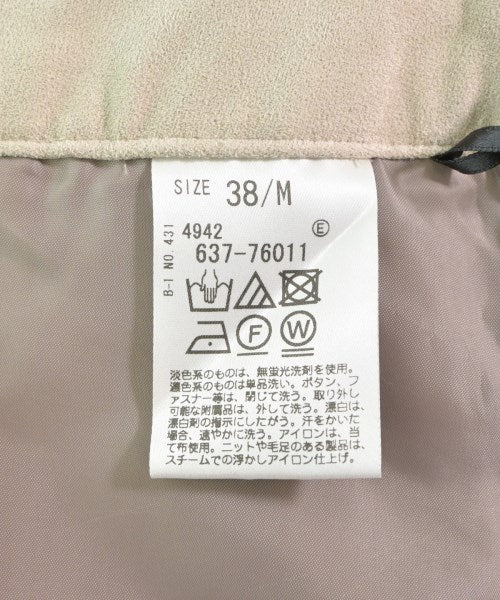 SIZE 38/M
B-I NO.431
4942 E
637-76011
F W
淡色系のものは、無蛍光洗剤を使用。
濃色系のものは単品洗い。ボタン、フ
ァスナー等は、閉じて洗う。取り外し
可能な附属品は、外して洗う。漂白は、
漂白剤の指示にしたがう。汗をかいた
場合、速やかに洗う。アイロンは、当
て布使用。ニットや毛足のある製品は、
スチームでの浮かしアイロン仕上げ。